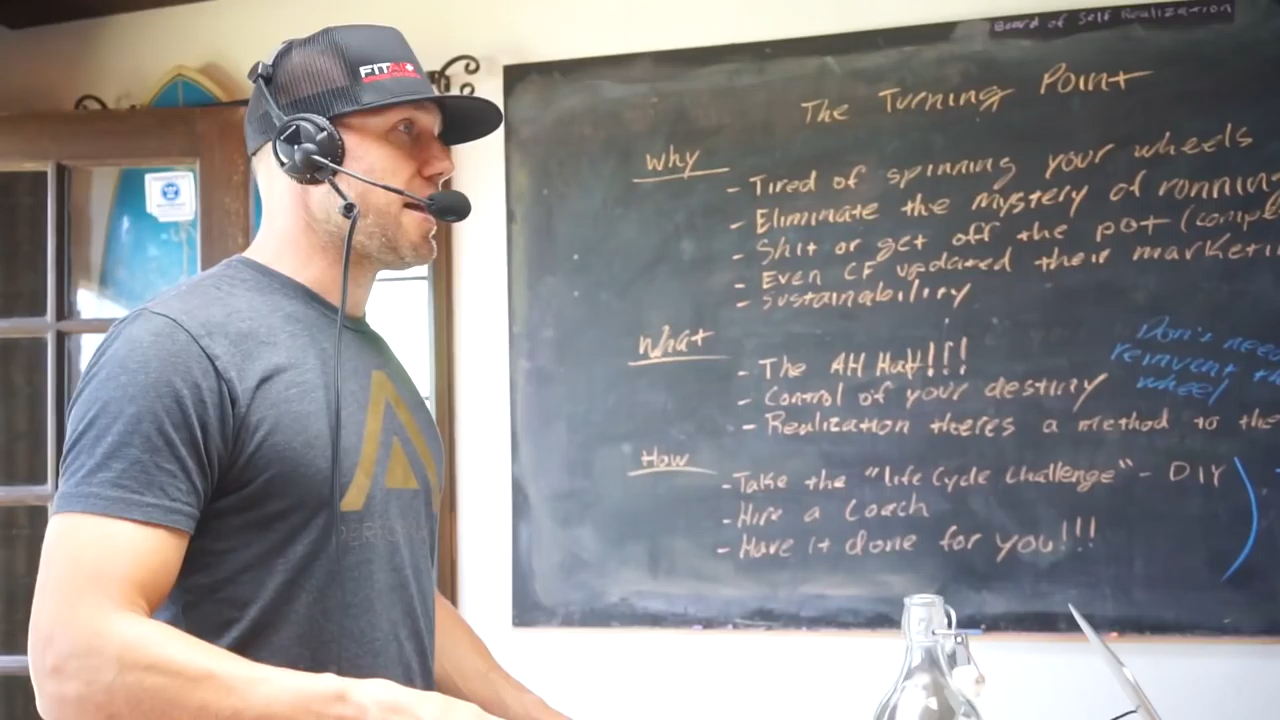 Board of Self Realization
FITAID
The Turning Point
why
- Tired of spinning your wheels
- Eliminate the mystery of
- Shit or get off the pot
- Even CF updated their
- Sustainability
What
- The AH Hah!!!
- Control of your destiny
- Realization theres a method to the
Don't need
reinvent the
wheel
How
- Take the "life Cycle Challenge" - DIY
- Hire a Coach
- Have it done for you!!!